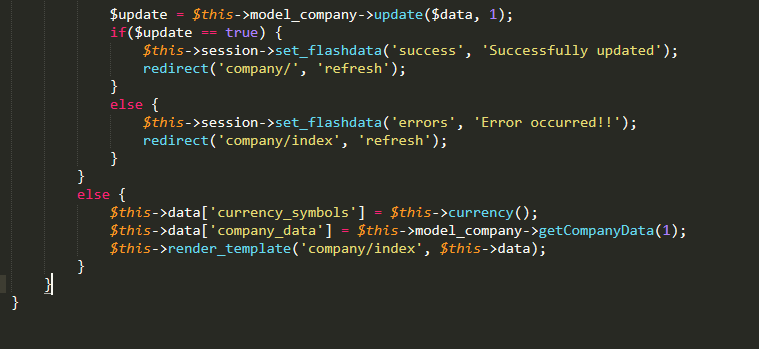 $update = $this->model_company->update($data, 1);
if($update == true) {
$this->session->set_flashdata('success', 'Successfully updated');
redirect('company/', 'refresh');
}
else {
$this->session->set_flashdata('errors', 'Error occurred!!');
redirect('company/index', 'refresh');
}
}
else {
$this->data['currency_symbols'] = $this->currency();
$this->data['company_data'] = $this->model_company->getCompanyData(1);
$this->render_template('company/index', $this->data);
}
}
}